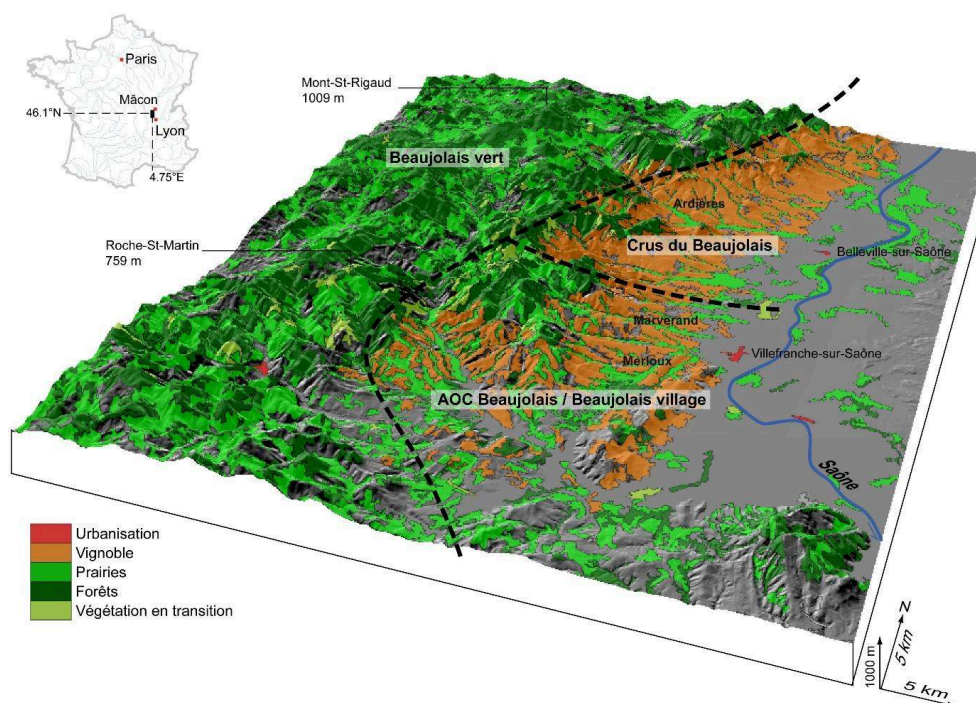 Paris
Mâcon
46.1°N
Lyon
4.75°E
Mont-St-Rigaud
1009 m
Beaujolais vert
Ardières
Roche-St-Martin
759 m
Crus du Beaujolais
Belleville-sur-Saône
Marverand
Merloux
Villefranche-sur-Saône
AOC Beaujolais / Beaujolais village
Saône
Urbanisation
Vignoble
Prairies
Forêts
Végétation en transition
N
5 km
1000 m
5 km